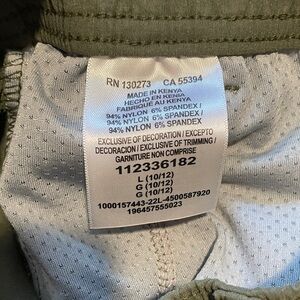 RN 130273 CA 55394
MADE IN KENYA
HECHO EN KENIA
FABRIQUÉ AU KENYA
94% NYLON 6% SPANDEX /
94% NYLON 6% SPANDEX /
94% NYLON 6% SPANDEX
EXCLUSIVE OF DECORATION / EXCEPTO
DECORACION / EXCLUSIVE OF TRIMMING /
GARNITURE NON COMPRISE
112336182
L (10/12)
G (10/12)
G (10/12)
1000157443-22L-4500587920
196457555023